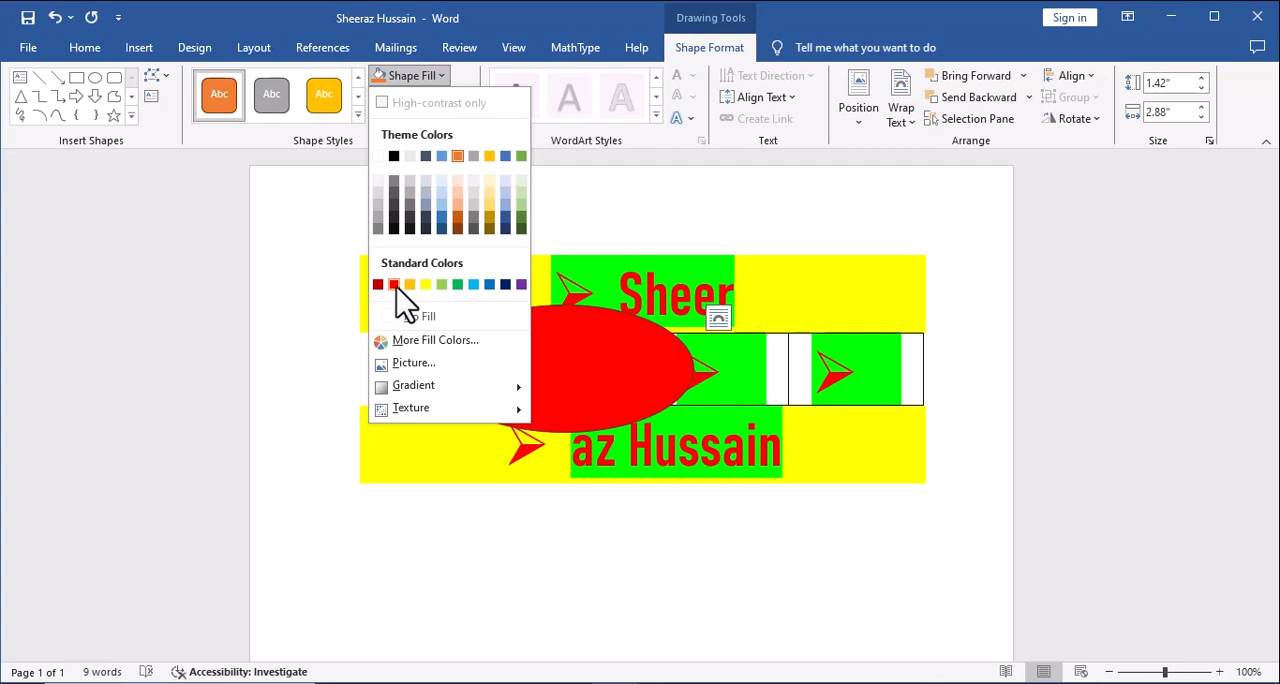 Sheeraz Hussain - Word
Drawing Tools
Sign in
File Home Insert Design Layout References Mailings Review View MathType Help Shape Format Tell me what you want to do
Abc Abc Abc
Shape Fill
A A A
Text Direction
Align Text
Create Link
Position
Wrap Text
Bring Forward
Send Backward
Selection Pane
Align
Group
Rotate
1.42"
2.88"
Insert Shapes Shape Styles WordArt Styles Text Arrange Size
High-contrast only
Theme Colors
Standard Colors
Fill
More Fill Colors...
Picture...
Gradient
Texture
Sheer
az Hussain
Page 1 of 1 9 words Accessibility: Investigate 100%